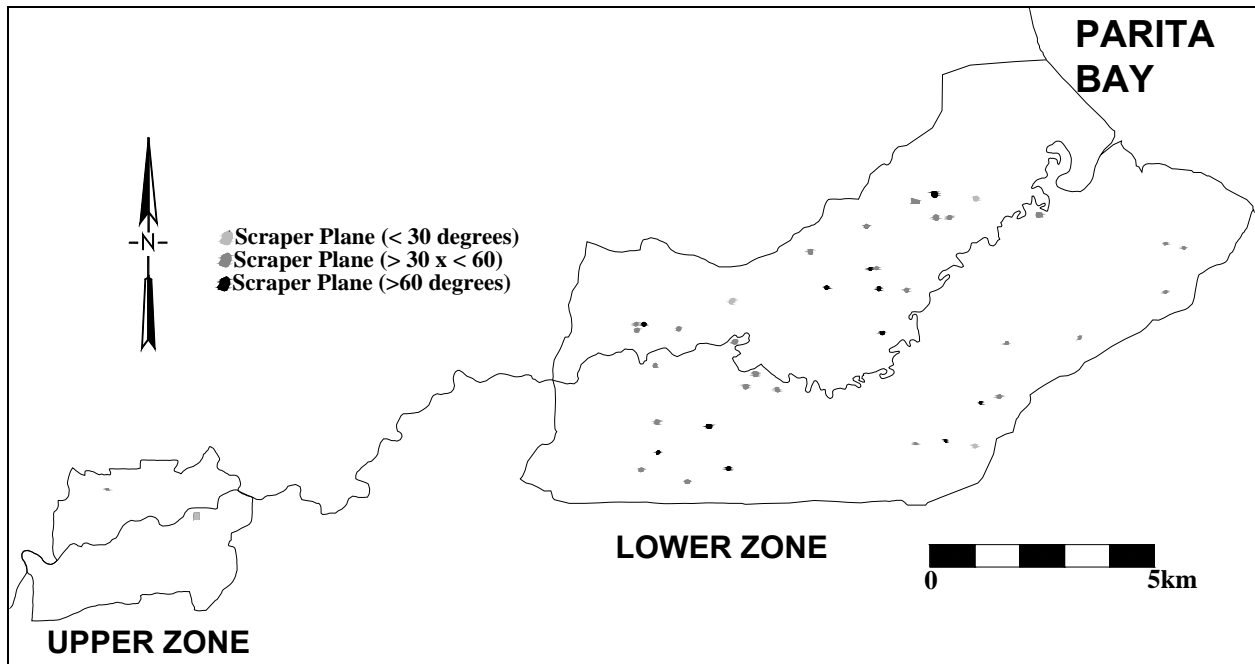 PARITA
BAY
-N-
Scraper Plane (< 30 degrees)
Scraper Plane (> 30 x < 60)
Scraper Plane (>60 degrees)
LOWER ZONE
0
5km
UPPER ZONE